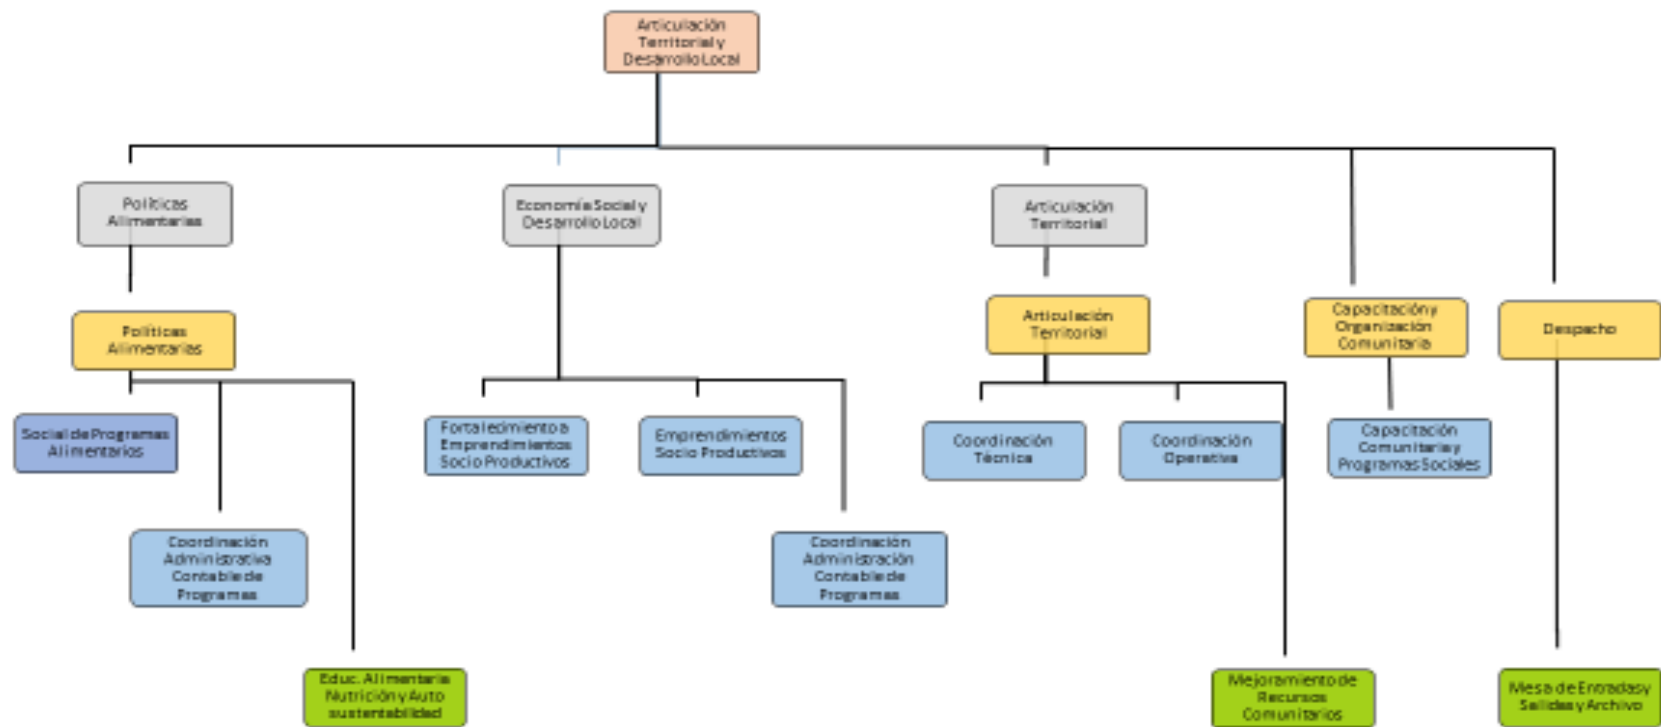 Articulación
Territorial y
Desarrollo Local
Políticas
Alimentarias
Economía Social y
Desarrollo Local
Articulación
Territorial
Políticas
Alimentarias
Articulación
Territorial
Capacitación y
Organización
Comunitaria
Despacho
Social de Programas
Alimentarios
Fortalecimiento a
Emprendimientos
Socio Productivos
Emprendimientos
Socio Productivos
Coordinación
Técnica
Coordinación
Operativa
Capacitación
Comunitaria y
Programas Sociales
Coordinación
Administrativa
Contable de
Programas
Coordinación
Administración
Contable de
Programas
Educ. Alimentaria
Nutrición y Auto
sustentabilidad
Mejoramiento de
Recursos
Comunitarios
Mesa de Entradas y
Salidas y Archivo